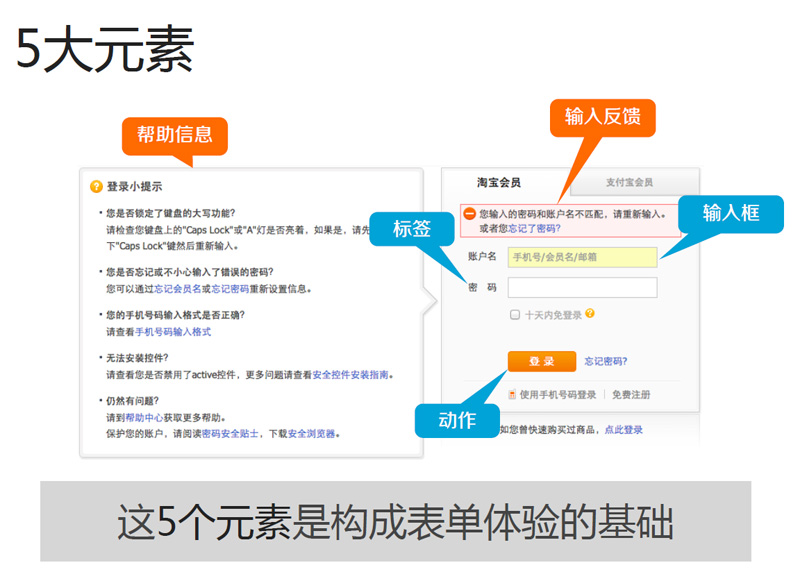 5大元素
帮助信息
输入反馈
登录小提示
您是否锁定了键盘的大写功能?
请检查您键盘上的"Caps Lock"或"A"灯是否亮着，如果是，请先
下"Caps Lock"键然后重新输入。
您是否忘记或不小心输入了错误的密码?
您可以通过忘记会员名或忘记密码重新设置信息。
您的手机号码输入格式是否正确?
请查看手机号码输入格式
无法安装控件?
请查看您是否禁用了active控件，更多问题请查看安全控件安装指南。
仍然有问题?
请到帮助中心获取更多帮助。
保护您的账户，请阅读密码安全贴士，下载安全浏览器。
淘宝会员
支付宝会员
您输入的密码和账户名不匹配，请重新输入。
或者您忘记了密码?
标签
输入框
账户名
手机号/会员名/邮箱
密 码
十天内免登录
登 录
忘记密码?
使用手机号码登录
免费注册
动作
如您曾快速购买过商品，点此登录
这5个元素是构成表单体验的基础